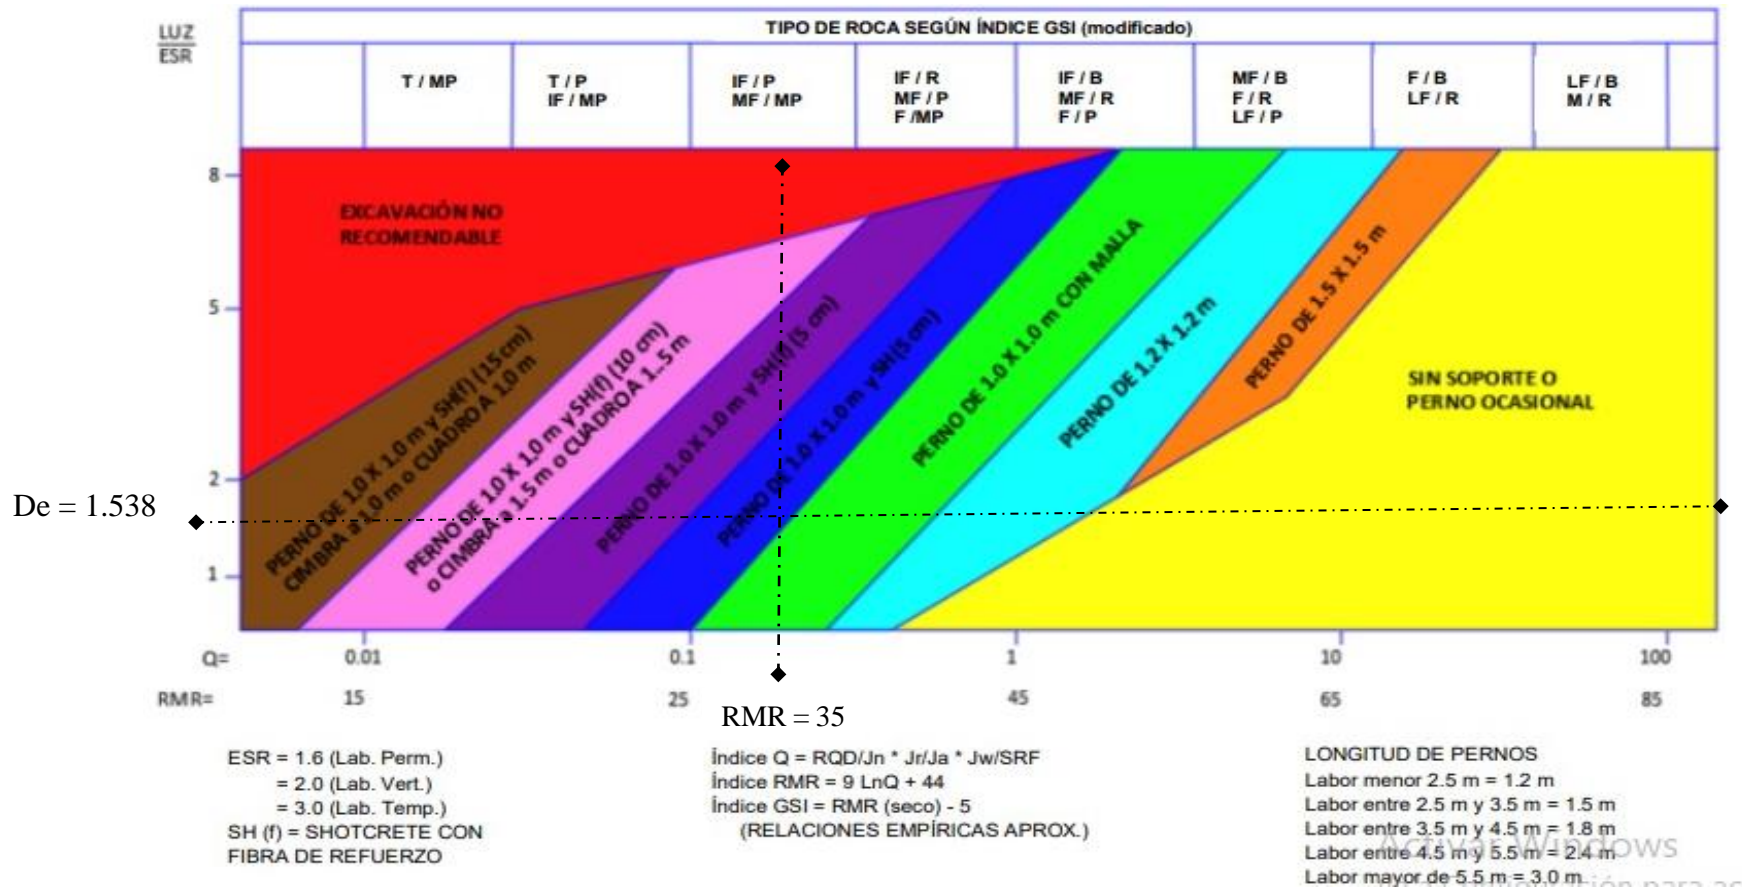 LUZ
ESR
TIPO DE ROCA SEGÚN ÍNDICE GSI (modificado)
T / MP
T / P
IF / MP
IF / P
MF / MP
IF / R
MF / P
F /MP
IF / B
MF / R
F / P
MF / B
F / R
LF / P
F / B
LF / R
LF / B
M / R
8
5
2
1
EXCAVACIÓN NO
RECOMENDABLE
PERNO DE 1.0 X 1.0 m y SH(f) (15 cm)
CIMBRA a 1.0 m o CUADRO A 1.0 m
PERNO DE 1.0 X 1.0 m y SH(f) (10 cm)
o CIMBRA a 1.5 m o CUADRO A 1..5 m
PERNO DE 1.0 X 1.0 m y SH(f) (5 cm)
PERNO DE 1.0 X 1.0 m y SH (5 cm)
PERNO DE 1.0 X 1.0 m CON MALLA
PERNO DE 1.2 X 1.2 m
PERNO DE 1.5 X 1.5 m
SIN SOPORTE O
PERNO OCASIONAL
De = 1.538
Q= 0.01 0.1 1 10 100
RMR= 15 25 45 65 85
RMR = 35
ESR = 1.6 (Lab. Perm.)
= 2.0 (Lab. Vert.)
= 3.0 (Lab. Temp.)
SH (f) = SHOTCRETE CON
FIBRA DE REFUERZO
Índice Q = RQD/Jn * Jr/Ja * Jw/SRF
Índice RMR = 9 LnQ + 44
Índice GSI = RMR (seco) - 5
(RELACIONES EMPÍRICAS APROX.)
LONGITUD DE PERNOS
Labor menor 2.5 m = 1.2 m
Labor entre 2.5 m y 3.5 m = 1.5 m
Labor entre 3.5 m y 4.5 m = 1.8 m
Labor entre 4.5 m y 5.5 m = 2.4 m
Labor mayor de 5.5 m = 3.0 m
Activar Windows